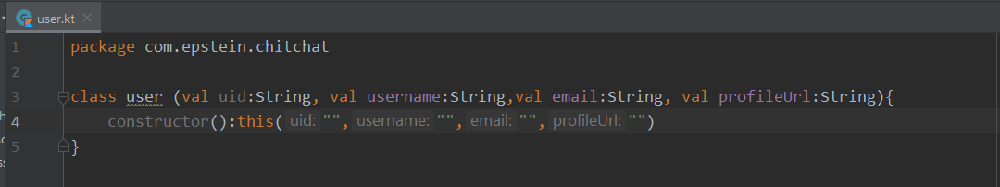 user.kt
1 package com.epstein.chitchat
2
3 class user (val uid:String, val username:String,val email:String, val profileUrl:String){
4 constructor():this( uid: "", username: "", email: "", profileUrl: "")
5 }